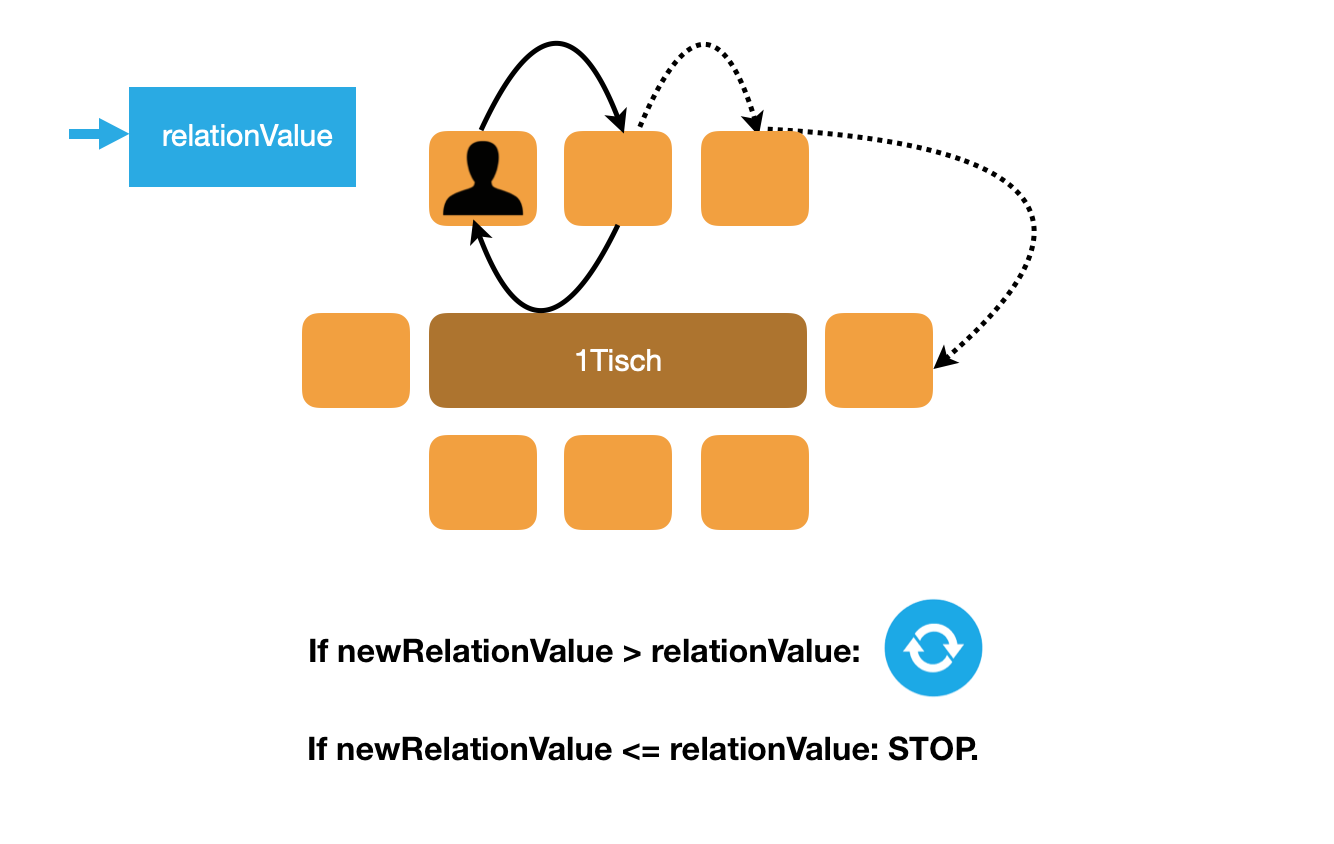 relationValue
1Tisch
If newRelationValue > relationValue:
If newRelationValue <= relationValue: STOP.